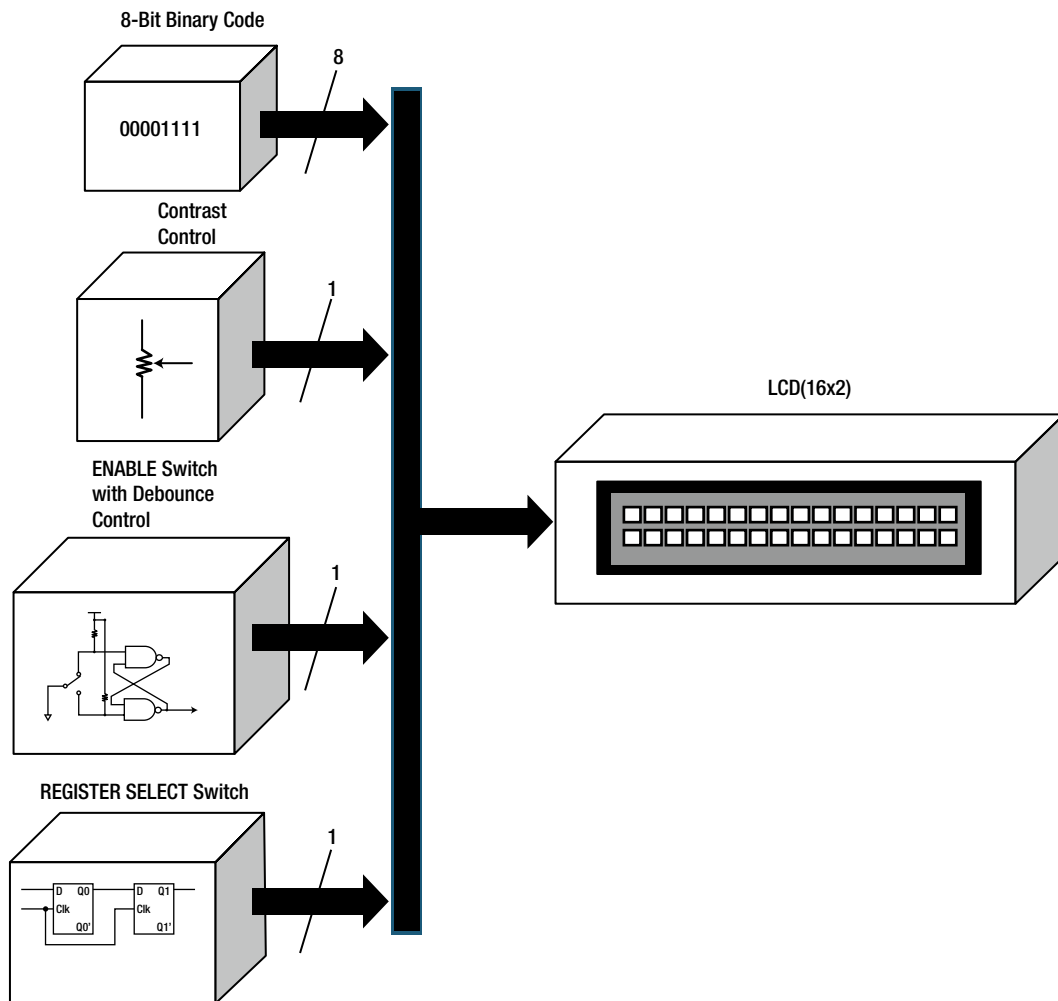 8-Bit Binary Code
8
00001111
Contrast
Control
1
LCD(16x2)
ENABLE Switch
with Debounce
Control
1
REGISTER SELECT Switch
1
D Q0
Clk
Q0'
D Q1
Clk
Q1'